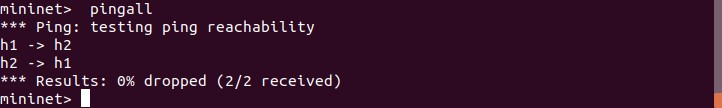 mininet>  pingall
*** Ping: testing ping reachability
h1 -> h2
h2 -> h1
*** Results: 0% dropped (2/2 received)
mininet>